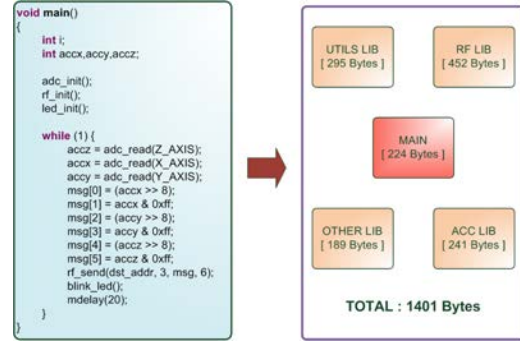 void main()
{
int i;
int accx,accy,accz;
adc_init();
rf_init();
led_init();
while (1) {
accz = adc_read(Z_AXIS);
accx = adc_read(X_AXIS);
accy = adc_read(Y_AXIS);
msg[0] = (accx >> 8);
msg[1] = accx & 0xff;
msg[2] = (accy >> 8);
msg[3] = accy & 0xff;
msg[4] = (accz >> 8);
msg[5] = accz & 0xff;
rf_send(dst_addr, 3, msg, 6);
blink_led();
mdelay(20);
}
}
UTILS LIB
[ 295 Bytes ]
RF LIB
[ 452 Bytes ]
MAIN
[ 224 Bytes ]
OTHER LIB
[ 189 Bytes ]
ACC LIB
[ 241 Bytes ]
TOTAL : 1401 Bytes